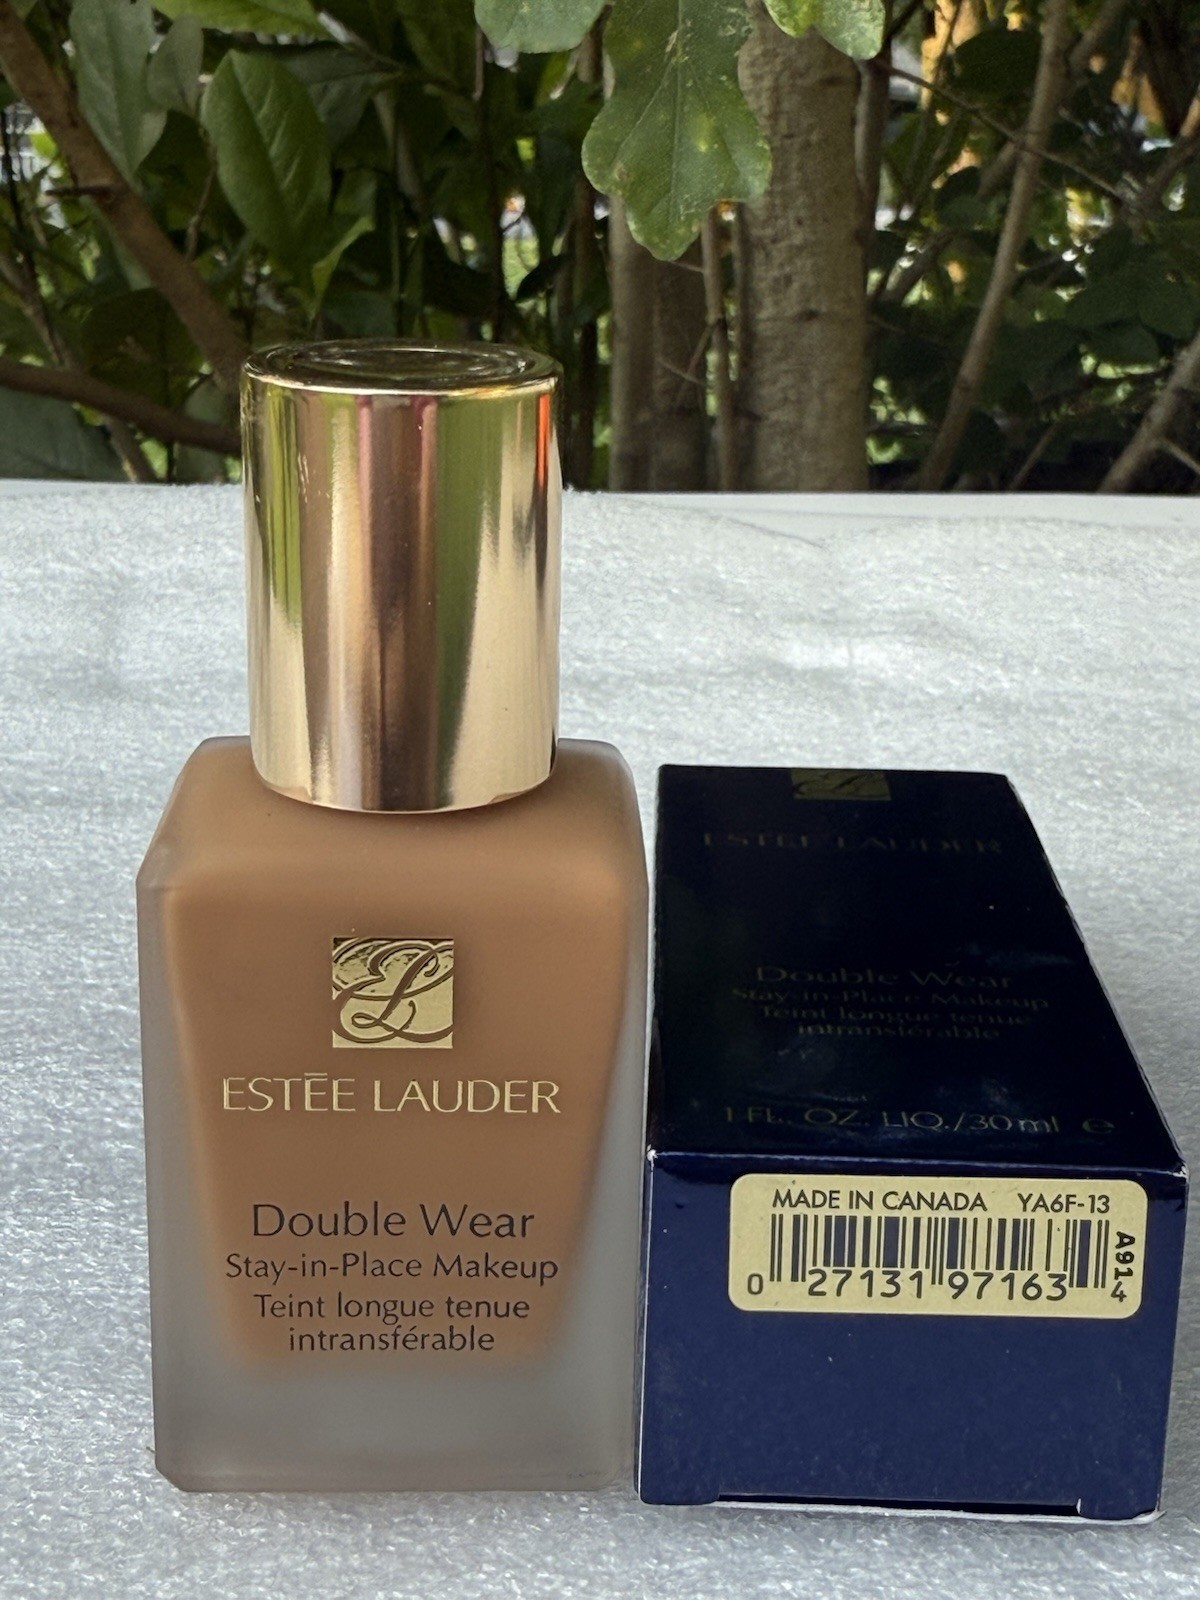 EL
ESTĒE LAUDER
Double Wear
Stay-in-Place Makeup
Teint longue tenue
intransférable
ESTĒE LAUDER
Double Wear
Stay-in-Place Makeup
Teint longue tenue
intransférable
1 FL. OZ. LIQ./30 ml e
MADE IN CANADA YA6F-13
0 27131 97163 4
A91